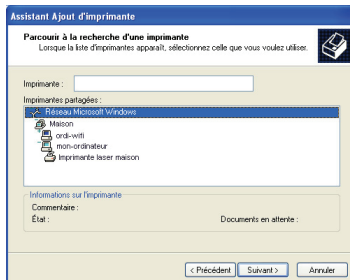 Assistant Ajout d'imprimante
Parcourir à la recherche d'une imprimante
Lorsque la liste d'imprimantes apparaît, sélectionnez celle que vous voulez utiliser.
Imprimante :
Imprimantes partagées :
Réseau Microsoft Windows
Maison
ordi-wifi
mon-ordinateur
Imprimante laser maison
Informations sur l'imprimante
Commentaire :
État : Documents en attente :
< Précédent Suivant > Annuler